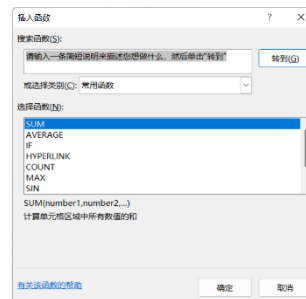 插入函数 ? ×
搜索函数(S):
请输入一条简短说明来描述您想做什么，然后单击"转到" 转到(G)
或选择类别(C): 常用函数
选择函数(N):
SUM
AVERAGE
IF
HYPERLINK
COUNT
MAX
SIN
SUM(number1,number2,...)
计算单元格区域中所有数值的和
有关该函数的帮助 确定 取消